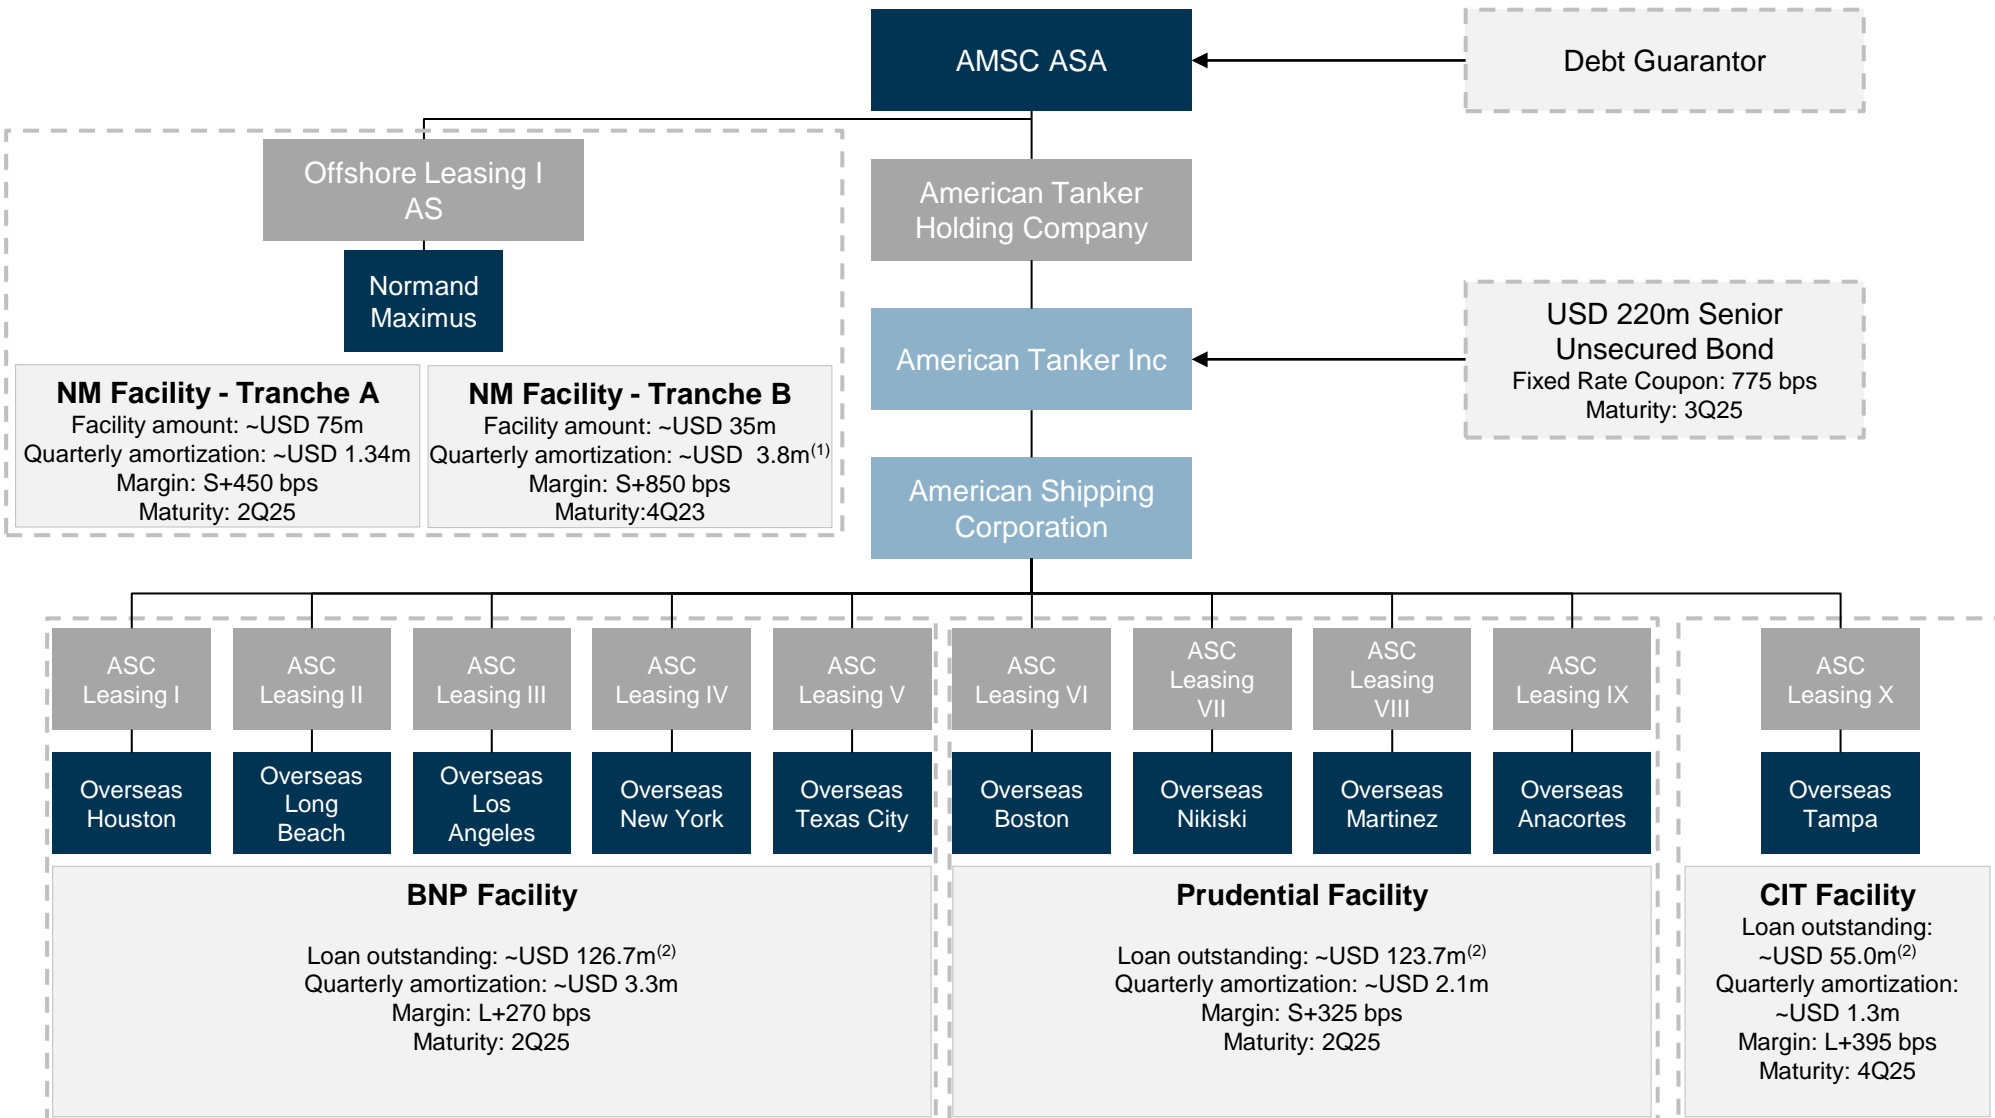 AMSC ASA
Debt Guarantor
Offshore Leasing I
AS
American Tanker
Holding Company
Normand
Maximus
American Tanker Inc
USD 220m Senior
Unsecured Bond
Fixed Rate Coupon: 775 bps
Maturity: 3Q25
NM Facility - Tranche A
Facility amount: ~USD 75m
Quarterly amortization: ~USD 1.34m
Margin: S+450 bps
Maturity: 2Q25
NM Facility - Tranche B
Facility amount: ~USD 35m
Quarterly amortization: ~USD  3.8m(1)
Margin: S+850 bps
Maturity:4Q23
American Shipping
Corporation
ASC
Leasing I
ASC
Leasing II
ASC
Leasing III
ASC
Leasing IV
ASC
Leasing V
ASC
Leasing VI
ASC
Leasing
VII
ASC
Leasing
VIII
ASC
Leasing IX
ASC
Leasing X
Overseas
Houston
Overseas
Long
Beach
Overseas
Los
Angeles
Overseas
New York
Overseas
Texas City
Overseas
Boston
Overseas
Nikiski
Overseas
Martinez
Overseas
Anacortes
Overseas
Tampa
BNP Facility
Loan outstanding: ~USD 126.7m(2)
Quarterly amortization: ~USD 3.3m
Margin: L+270 bps
Maturity: 2Q25
Prudential Facility
Loan outstanding: ~USD 123.7m(2)
Quarterly amortization: ~USD 2.1m
Margin: S+325 bps
Maturity: 2Q25
CIT Facility
Loan outstanding:
~USD 55.0m(2)
Quarterly amortization:
~USD 1.3m
Margin: L+395 bps
Maturity: 4Q25